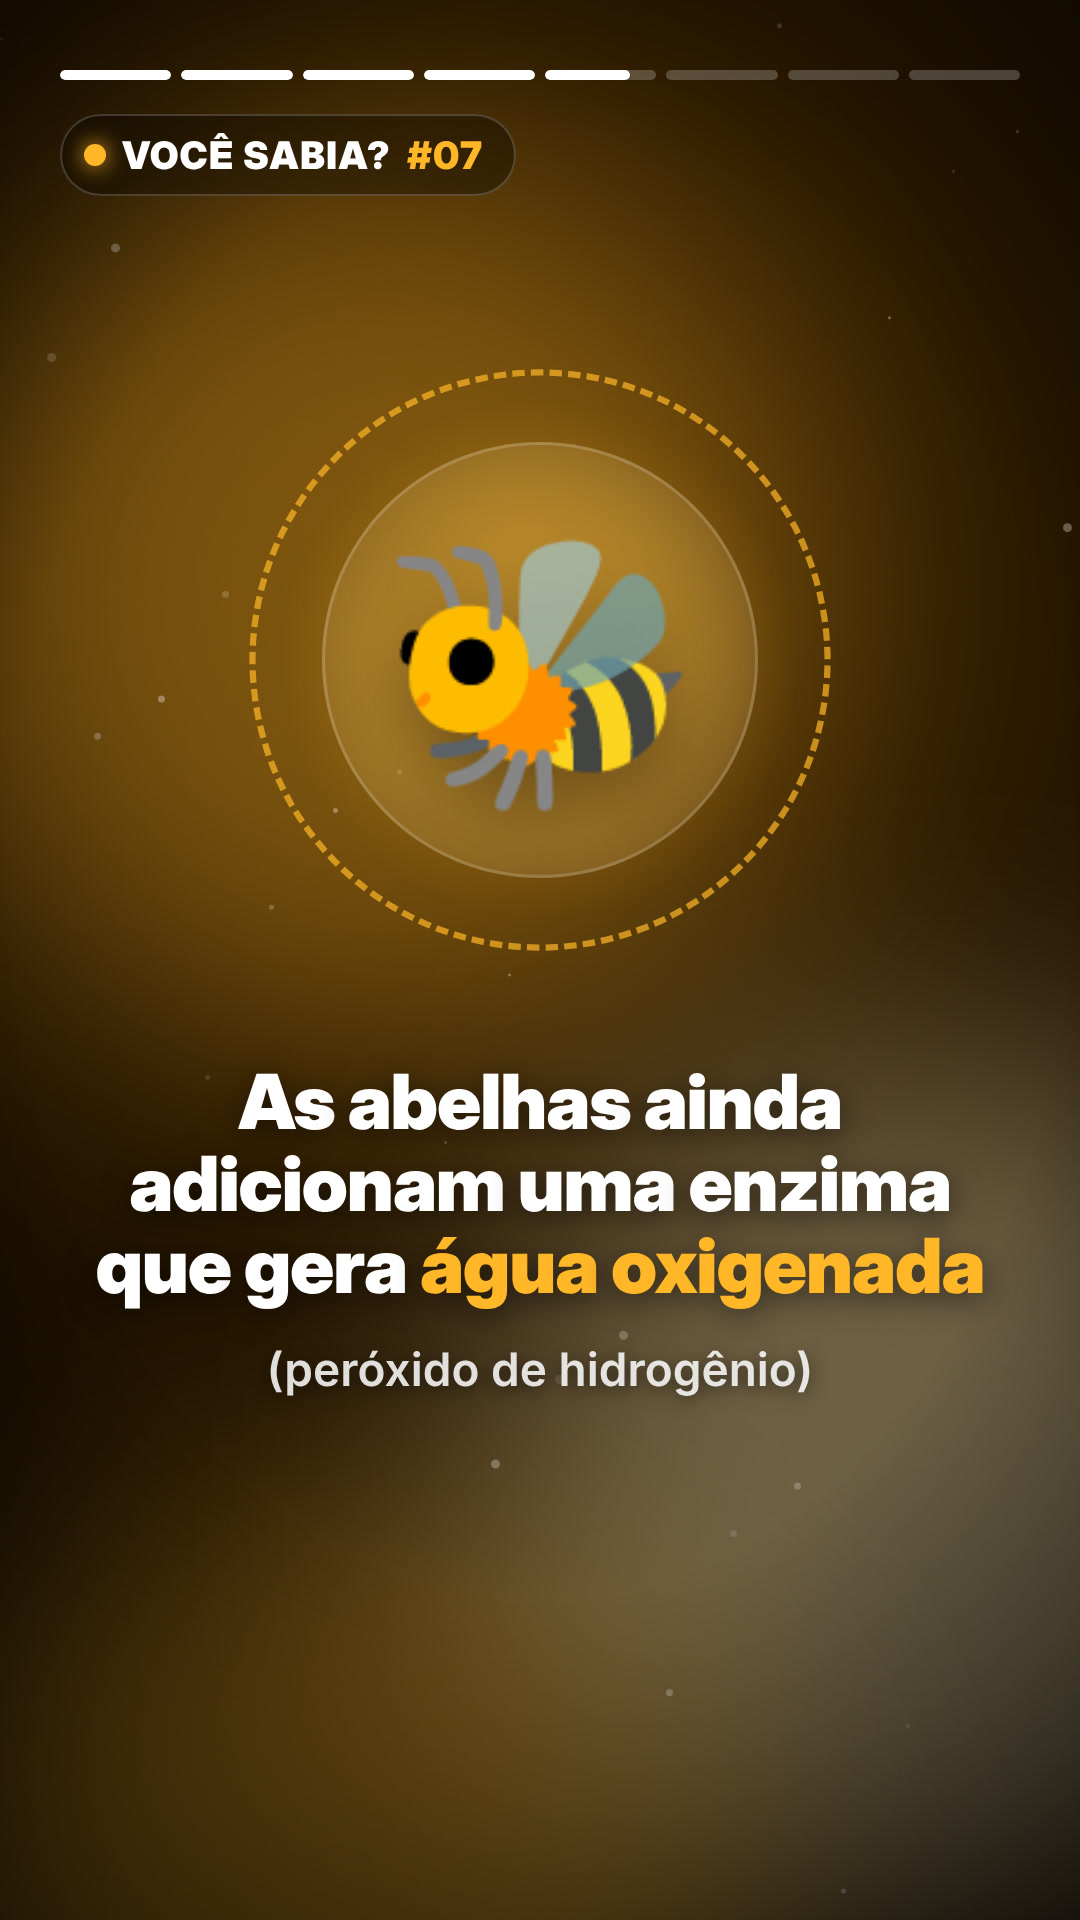 VOCÊ SABIA? #07
As abelhas ainda
adicionam uma enzima
que gera água oxigenada
(peróxido de hidrogênio)